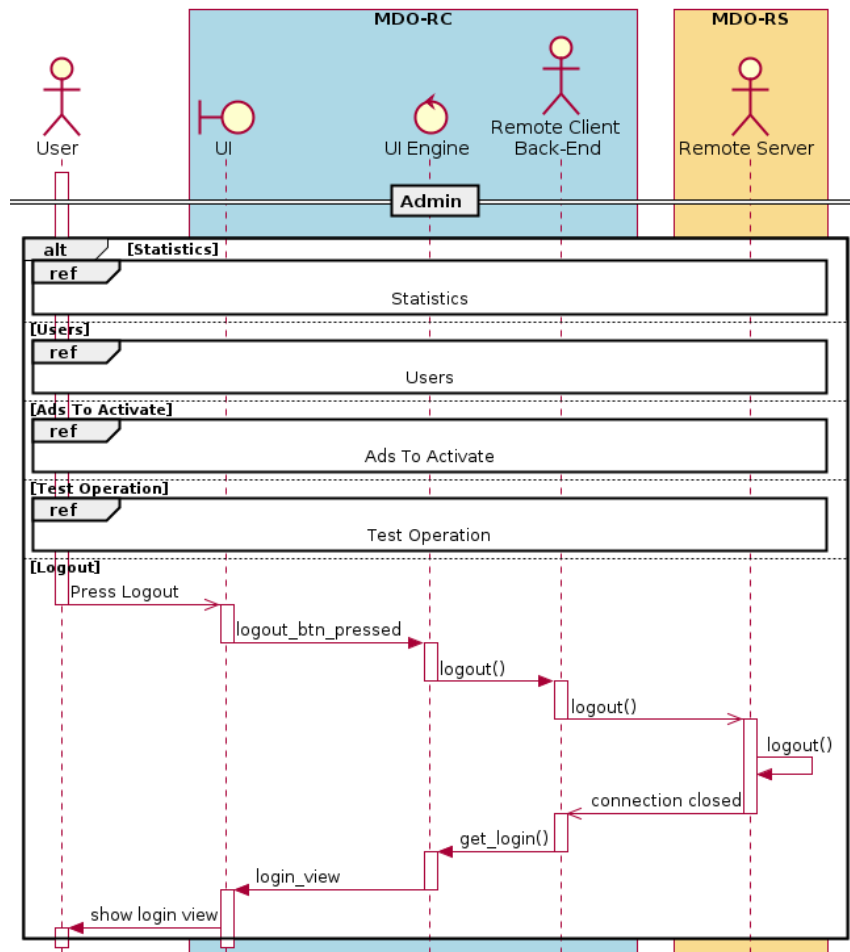 MDO-RC
MDO-RS
User
UI
UI Engine
Remote Client
Back-End
Remote Server
Admin
alt [Statistics]
ref
Statistics
[Users]
ref
Users
[Ads To Activate]
ref
Ads To Activate
[Test Operation]
ref
Test Operation
[Logout]
Press Logout
logout_btn_pressed
logout()
logout()
logout()
connection closed
get_login()
login_view
show login view